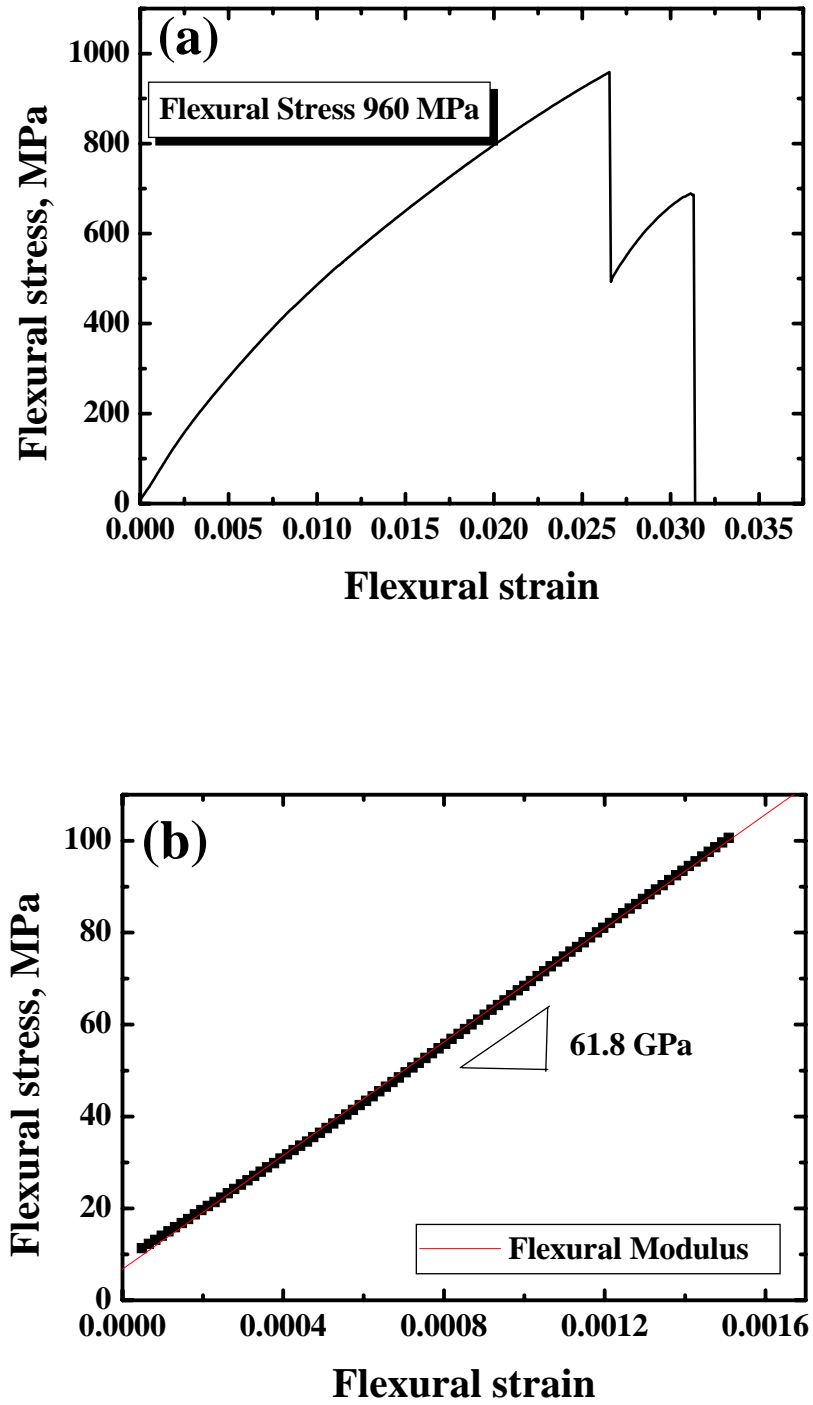 (a)
Flexural Stress 960 MPa
1000
800
600
400
200
0
Flexural stress, MPa
0.000 0.005 0.010 0.015 0.020 0.025 0.030 0.035
Flexural strain
(b)
100
80
60
40
20
0
Flexural stress, MPa
61.8 GPa
Flexural Modulus
0.0000 0.0004 0.0008 0.0012 0.0016
Flexural strain